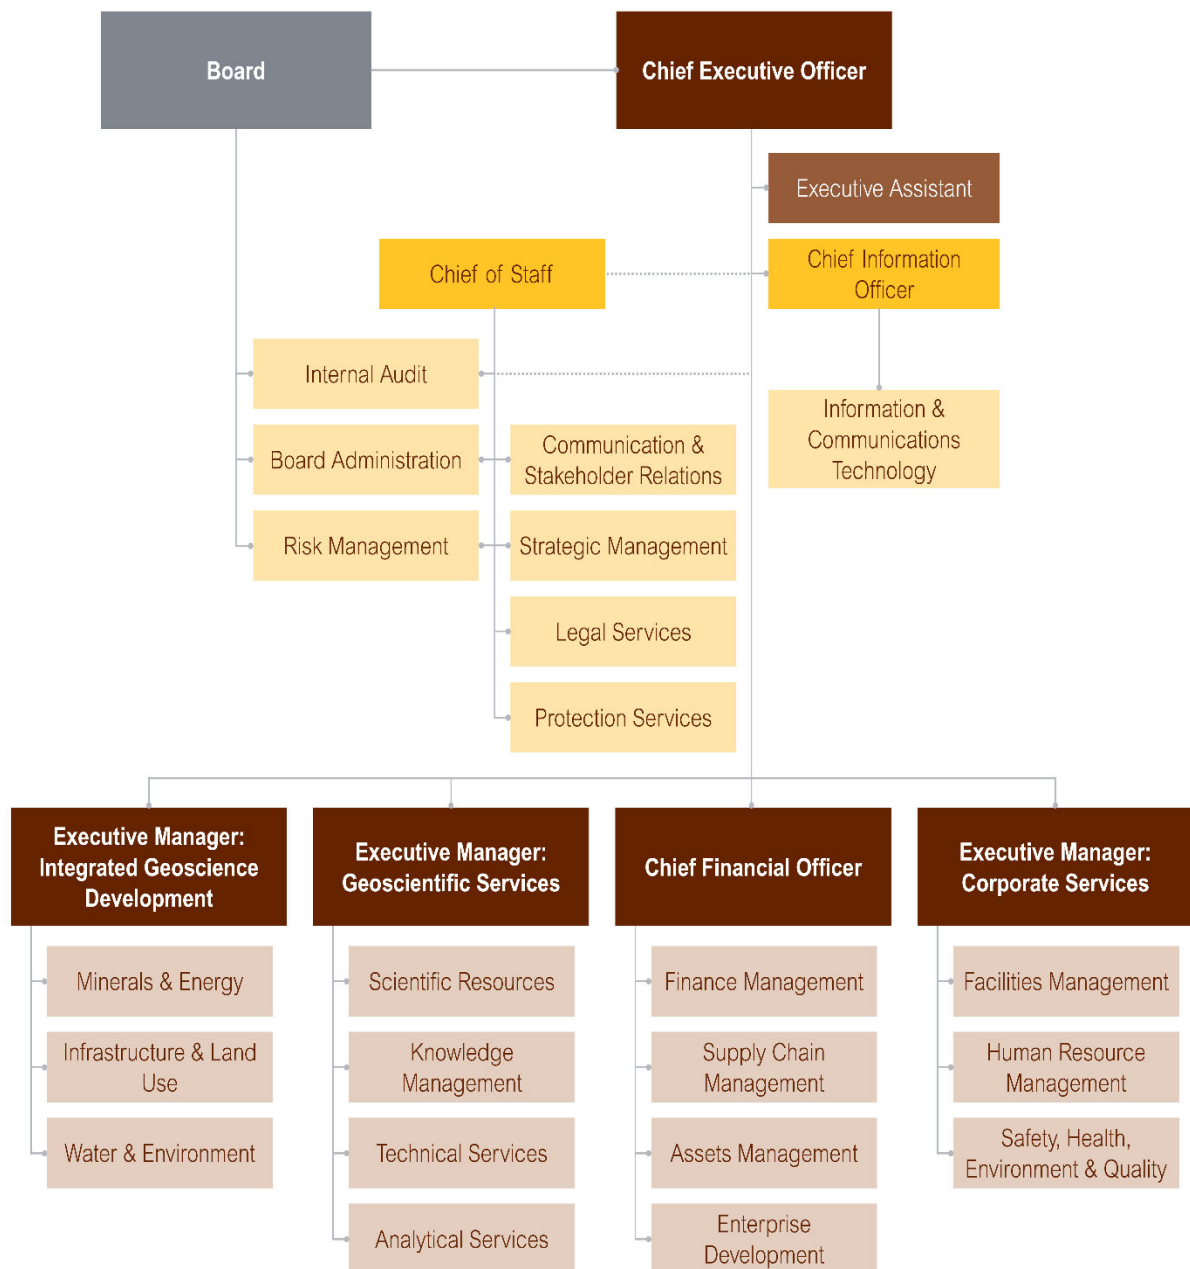 Board
Chief Executive Officer
Executive Assistant
Chief of Staff
Chief Information
Officer
Internal Audit
Information &
Communications
Technology
Board Administration
Communication &
Stakeholder Relations
Risk Management
Strategic Management
Legal Services
Protection Services
Executive Manager:
Integrated Geoscience
Development
Minerals & Energy
Infrastructure & Land
Use
Water & Environment
Executive Manager:
Geoscientific Services
Scientific Resources
Knowledge
Management
Technical Services
Analytical Services
Chief Financial Officer
Finance Management
Supply Chain
Management
Assets Management
Enterprise
Development
Executive Manager:
Corporate Services
Facilities Management
Human Resource
Management
Safety, Health,
Environment & Quality